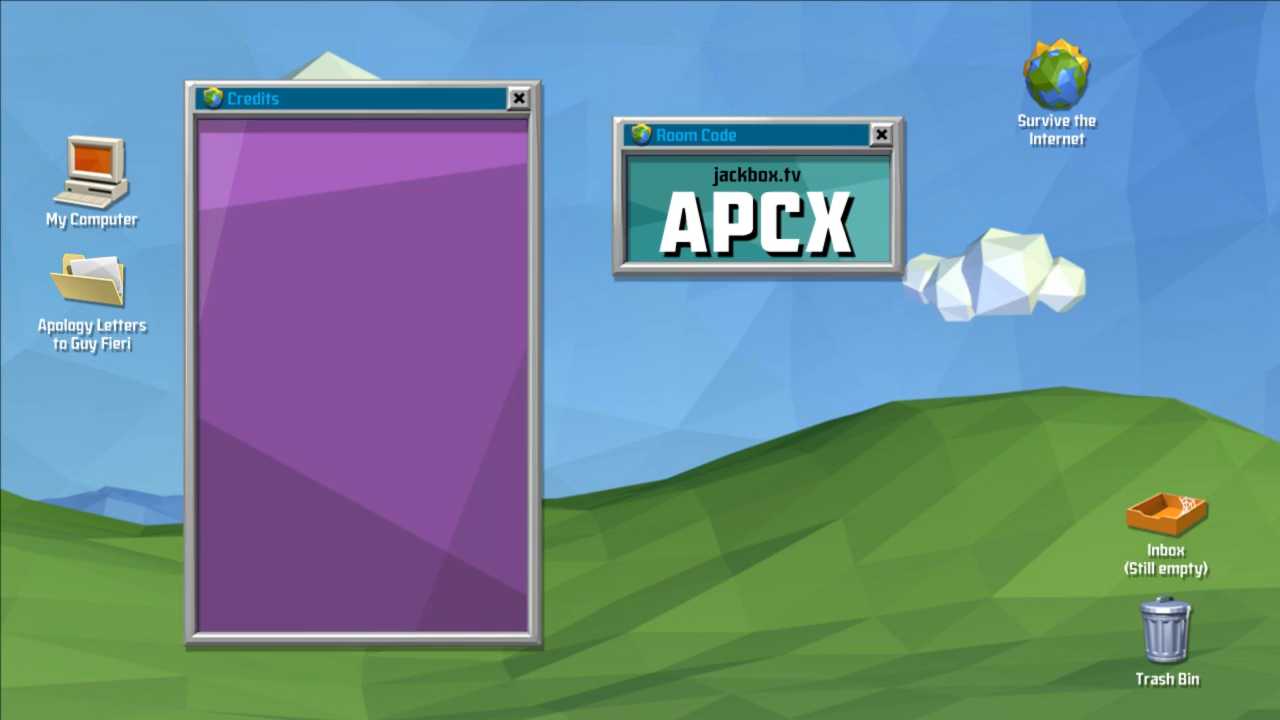 Credits
Room Code
jackbox.tv
APCX
Survive the
Internet
My Computer
Apology Letters
to Guy Fieri
Inbox
(Still empty)
Trash Bin